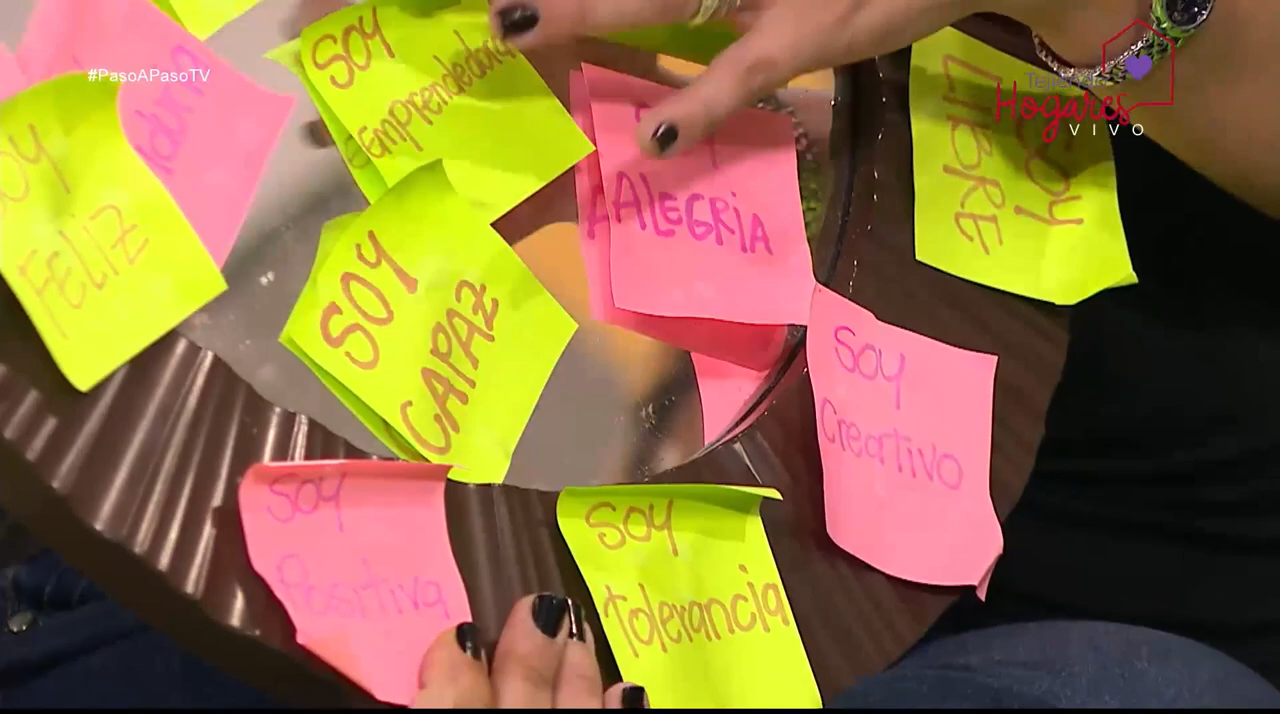 #PasoAPasoTV
Hogares
VIVO
SOY
Emprendedora
SOY
FELIZ
SOY
CAPAZ
ALEGRIA
SOY
LIBRE
SOY
Creativo
SOY
Positiva
SOY
tolerancia